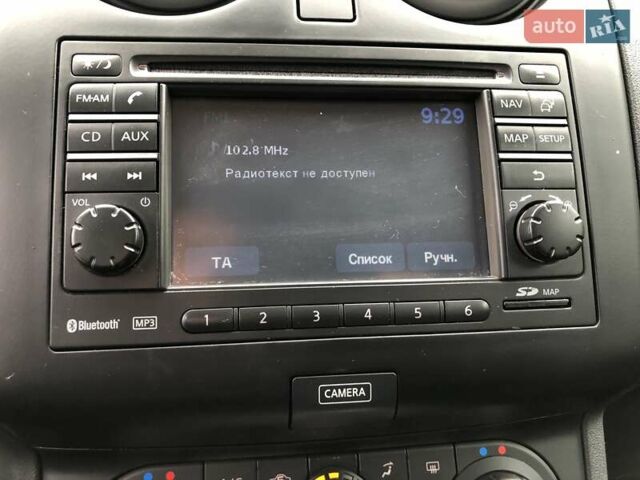 auto RIA
FM-AM
NAV
CD AUX
MAP SETUP
VOL
FM1
9:29
102.8 MHz
Радиотекст не доступен
TA Список Ручн.
Bluetooth MP3
1 2 3 4 5 6
SD MAP
CAMERA
A/C